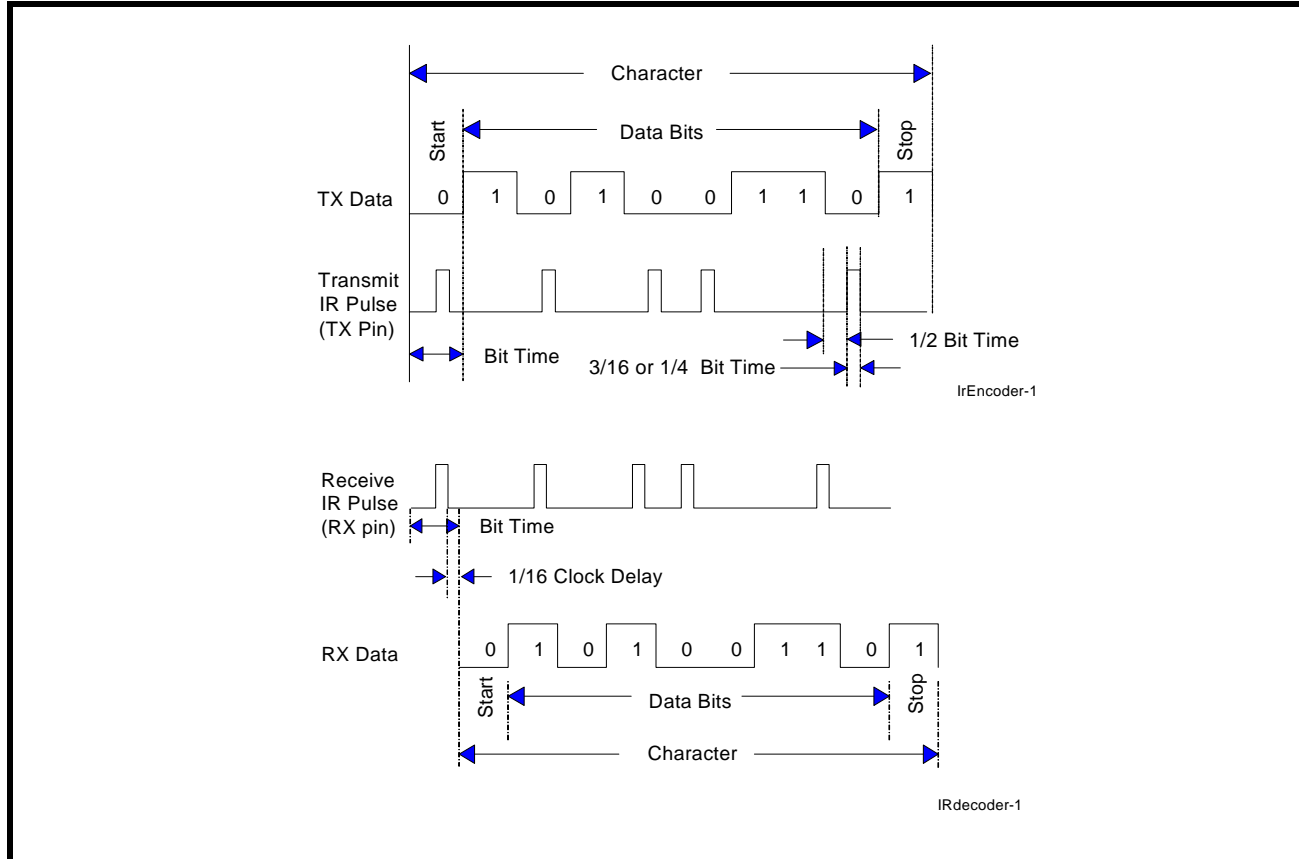 Character
Start
Data Bits
Stop
TX Data
0 1 0 1 0 0 1 1 0 1
Transmit
IR Pulse
(TX Pin)
Bit Time
1/2 Bit Time
3/16 or 1/4 Bit Time
IrEncoder-1
Receive
IR Pulse
(RX pin)
Bit Time
1/16 Clock Delay
RX Data
0 1 0 1 0 0 1 1 0 1
Start
Data Bits
Stop
Character
IRdecoder-1